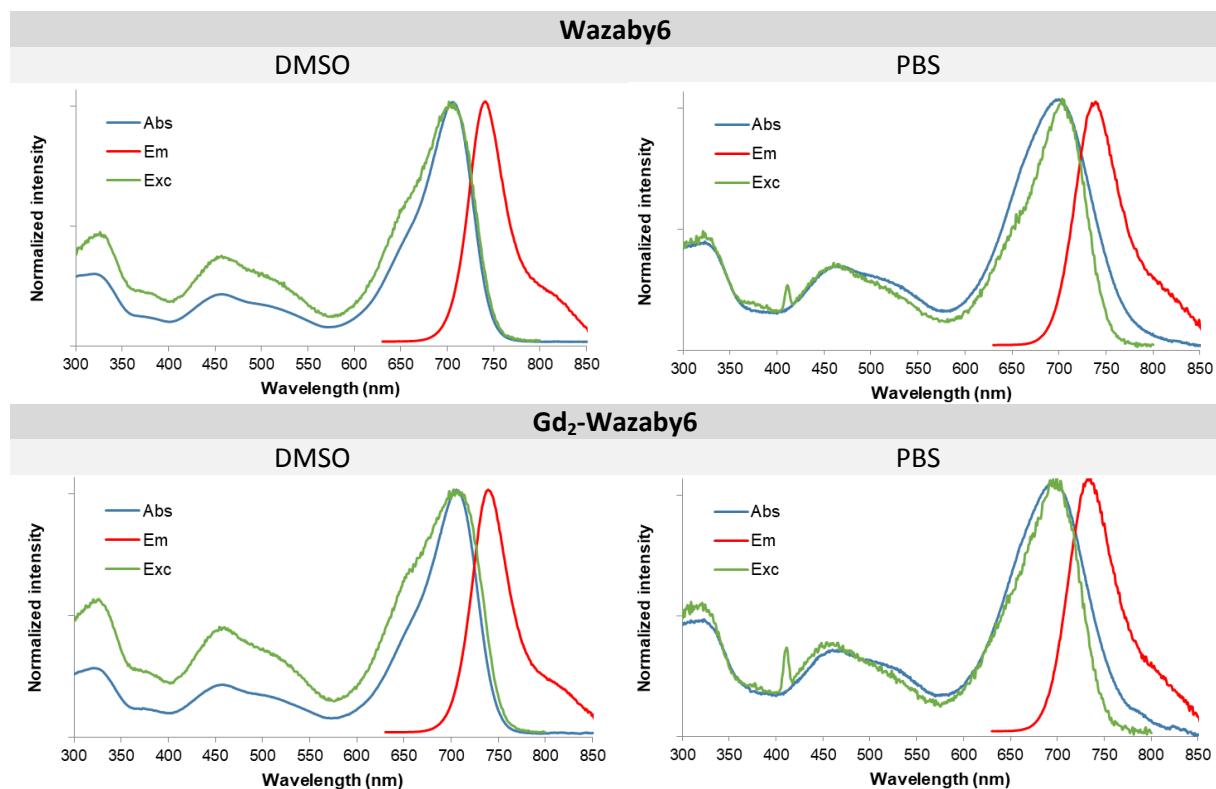 Wazaby6
DMSO PBS
Abs
Em
Exc
Normalized intensity
300 350 400 450 500 550 600 650 700 750 800 850
Wavelength (nm)
Abs
Em
Exc
Normalized intensity
300 350 400 450 500 550 600 650 700 750 800 850
Wavelength (nm)
Gd₂-Wazaby6
DMSO PBS
Abs
Em
Exc
Normalized intensity
300 350 400 450 500 550 600 650 700 750 800 850
Wavelength (nm)
Abs
Em
Exc
Normalized intensity
300 350 400 450 500 550 600 650 700 750 800 850
Wavelength (nm)